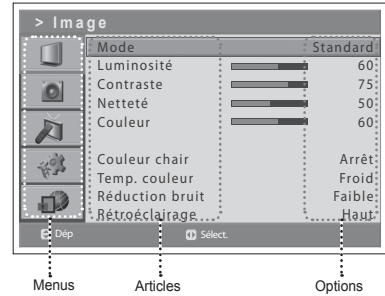 > Image
Mode Standard
Luminosité 60
Contraste 75
Netteté 50
Couleur 60
Couleur chair Arrêt
Temp. couleur Froid
Réduction bruit Faible
Rétroéclairage Haut
Dép Sélect.
Menus Articles Options